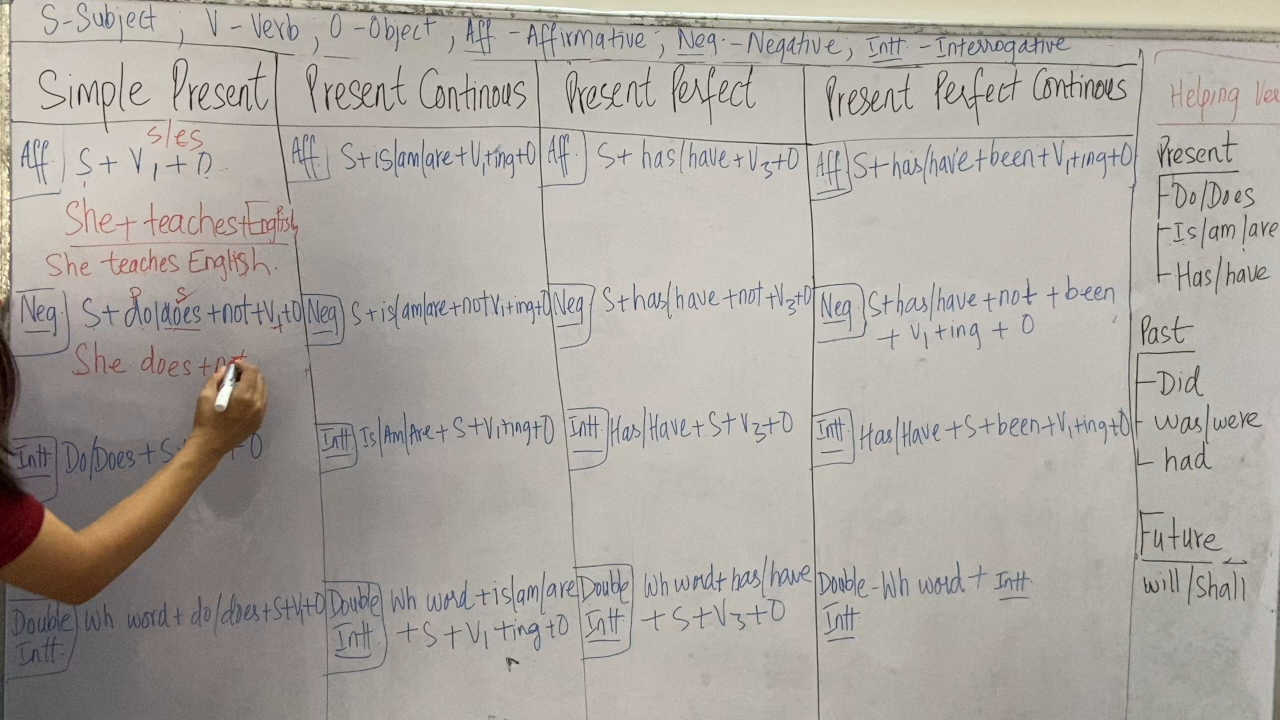 S-Subject , V-Verb, O-Object, Aff -Affirmative, Neg.-Negative, Intt. -Interrogative
Simple Present
s/es
Aff. S + V1 + O.
She + teaches + English
She teaches English.
P S
Neg S + do/does + not + V1 + O
She does + not
Intt Do/Does + S + O
Double Intt. Wh word + do/does + S + V1 + O
Present Continous
Aff. S + is/am/are + V1 + ing + O
Neg S + is/am/are + not V1 + ing + O
Intt Is/Am/Are + S + V1 + ing + O
Double Intt. Wh word + is/am/are
+ S + V1 + ing + O
Present Perfect
Aff. S + has/have + V3 + O
Neg S + has/have + not + V3 + O
Intt Has/Have + S + V3 + O
Double Intt. Wh word + has/have
+ S + V3 + O
Present Perfect Continous
Aff S + has/have + been + V1 + ing + O
Neg. S + has/have + not + been
+ V1 + ing + O
Intt. Has/Have + S + been + V1 + ing + O
Double Intt -Wh word + Intt.
Helping
Present
Do/Does
Is/am/are
Has/have
Past
Did
was/were
had
Future
will/shall